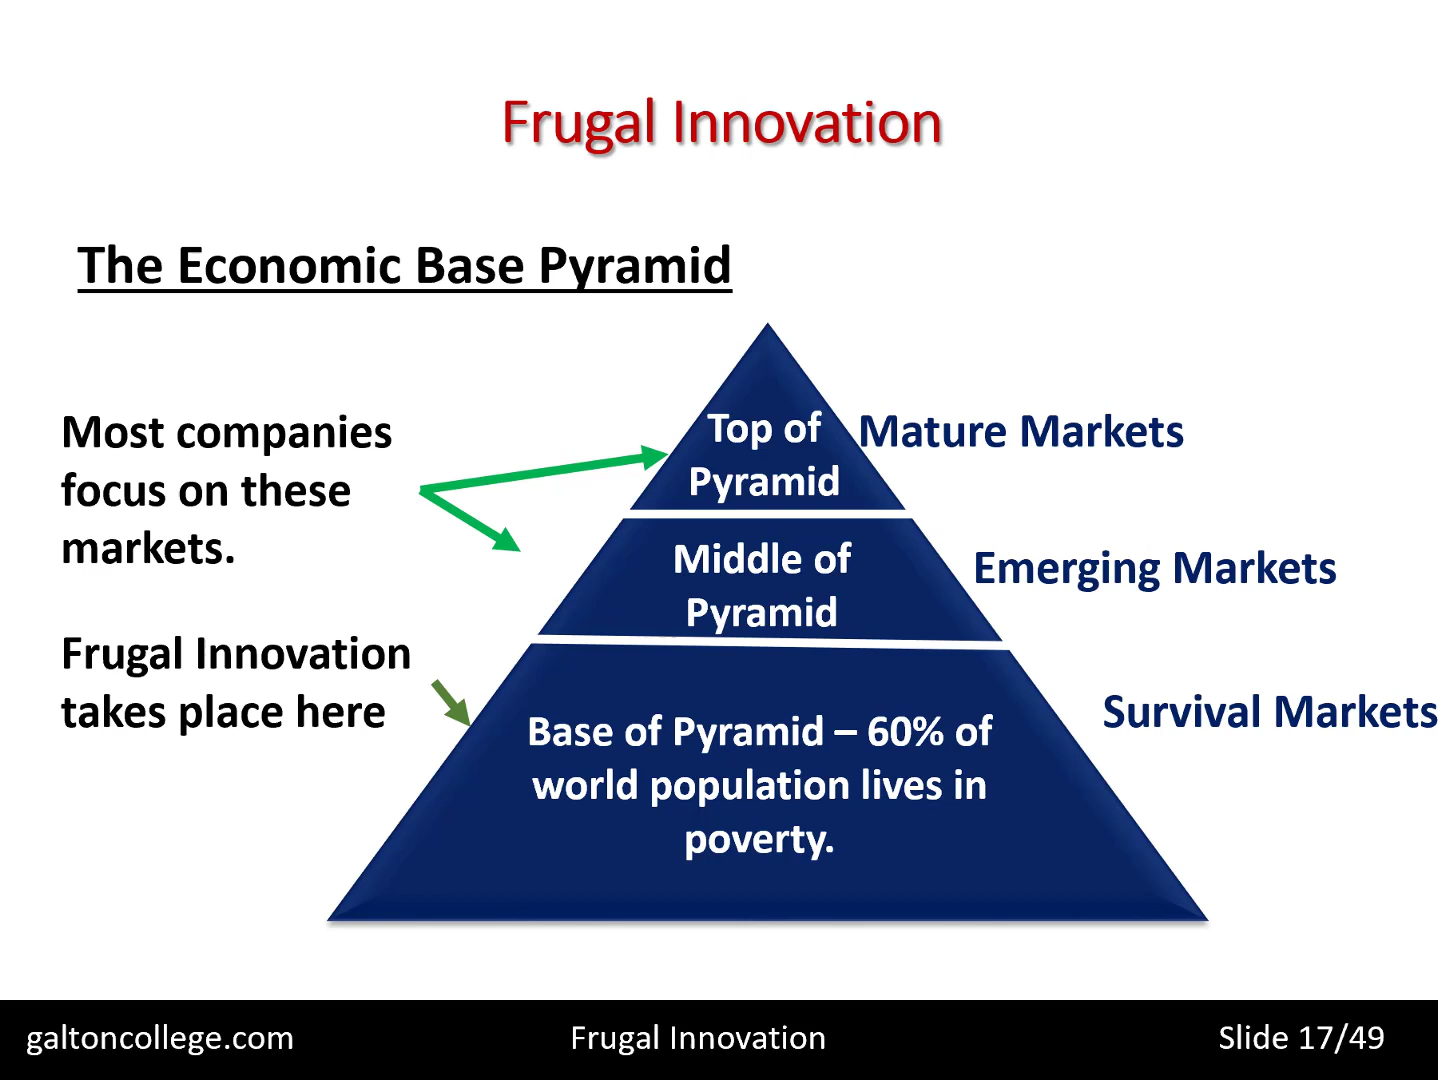 Frugal Innovation
The Economic Base Pyramid
Most companies
focus on these
markets.
Top of
Pyramid
Mature Markets
Middle of
Pyramid
Emerging Markets
Frugal Innovation
takes place here
Base of Pyramid – 60% of
world population lives in
poverty.
Survival Markets
galtoncollege.com
Frugal Innovation
Slide 17/49